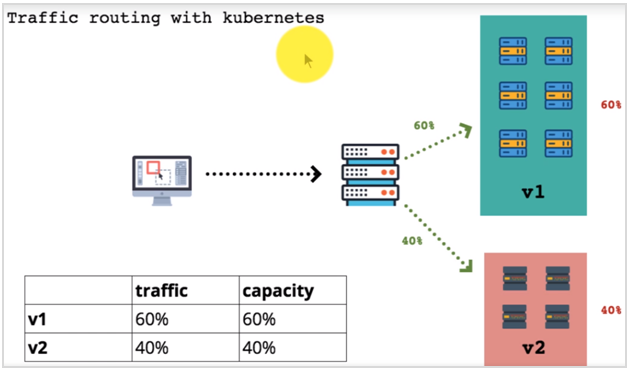 Traffic routing with kubernetes
60%
60%
v1
40%
40%
v2
traffic capacity
v1 60% 60%
v2 40% 40%